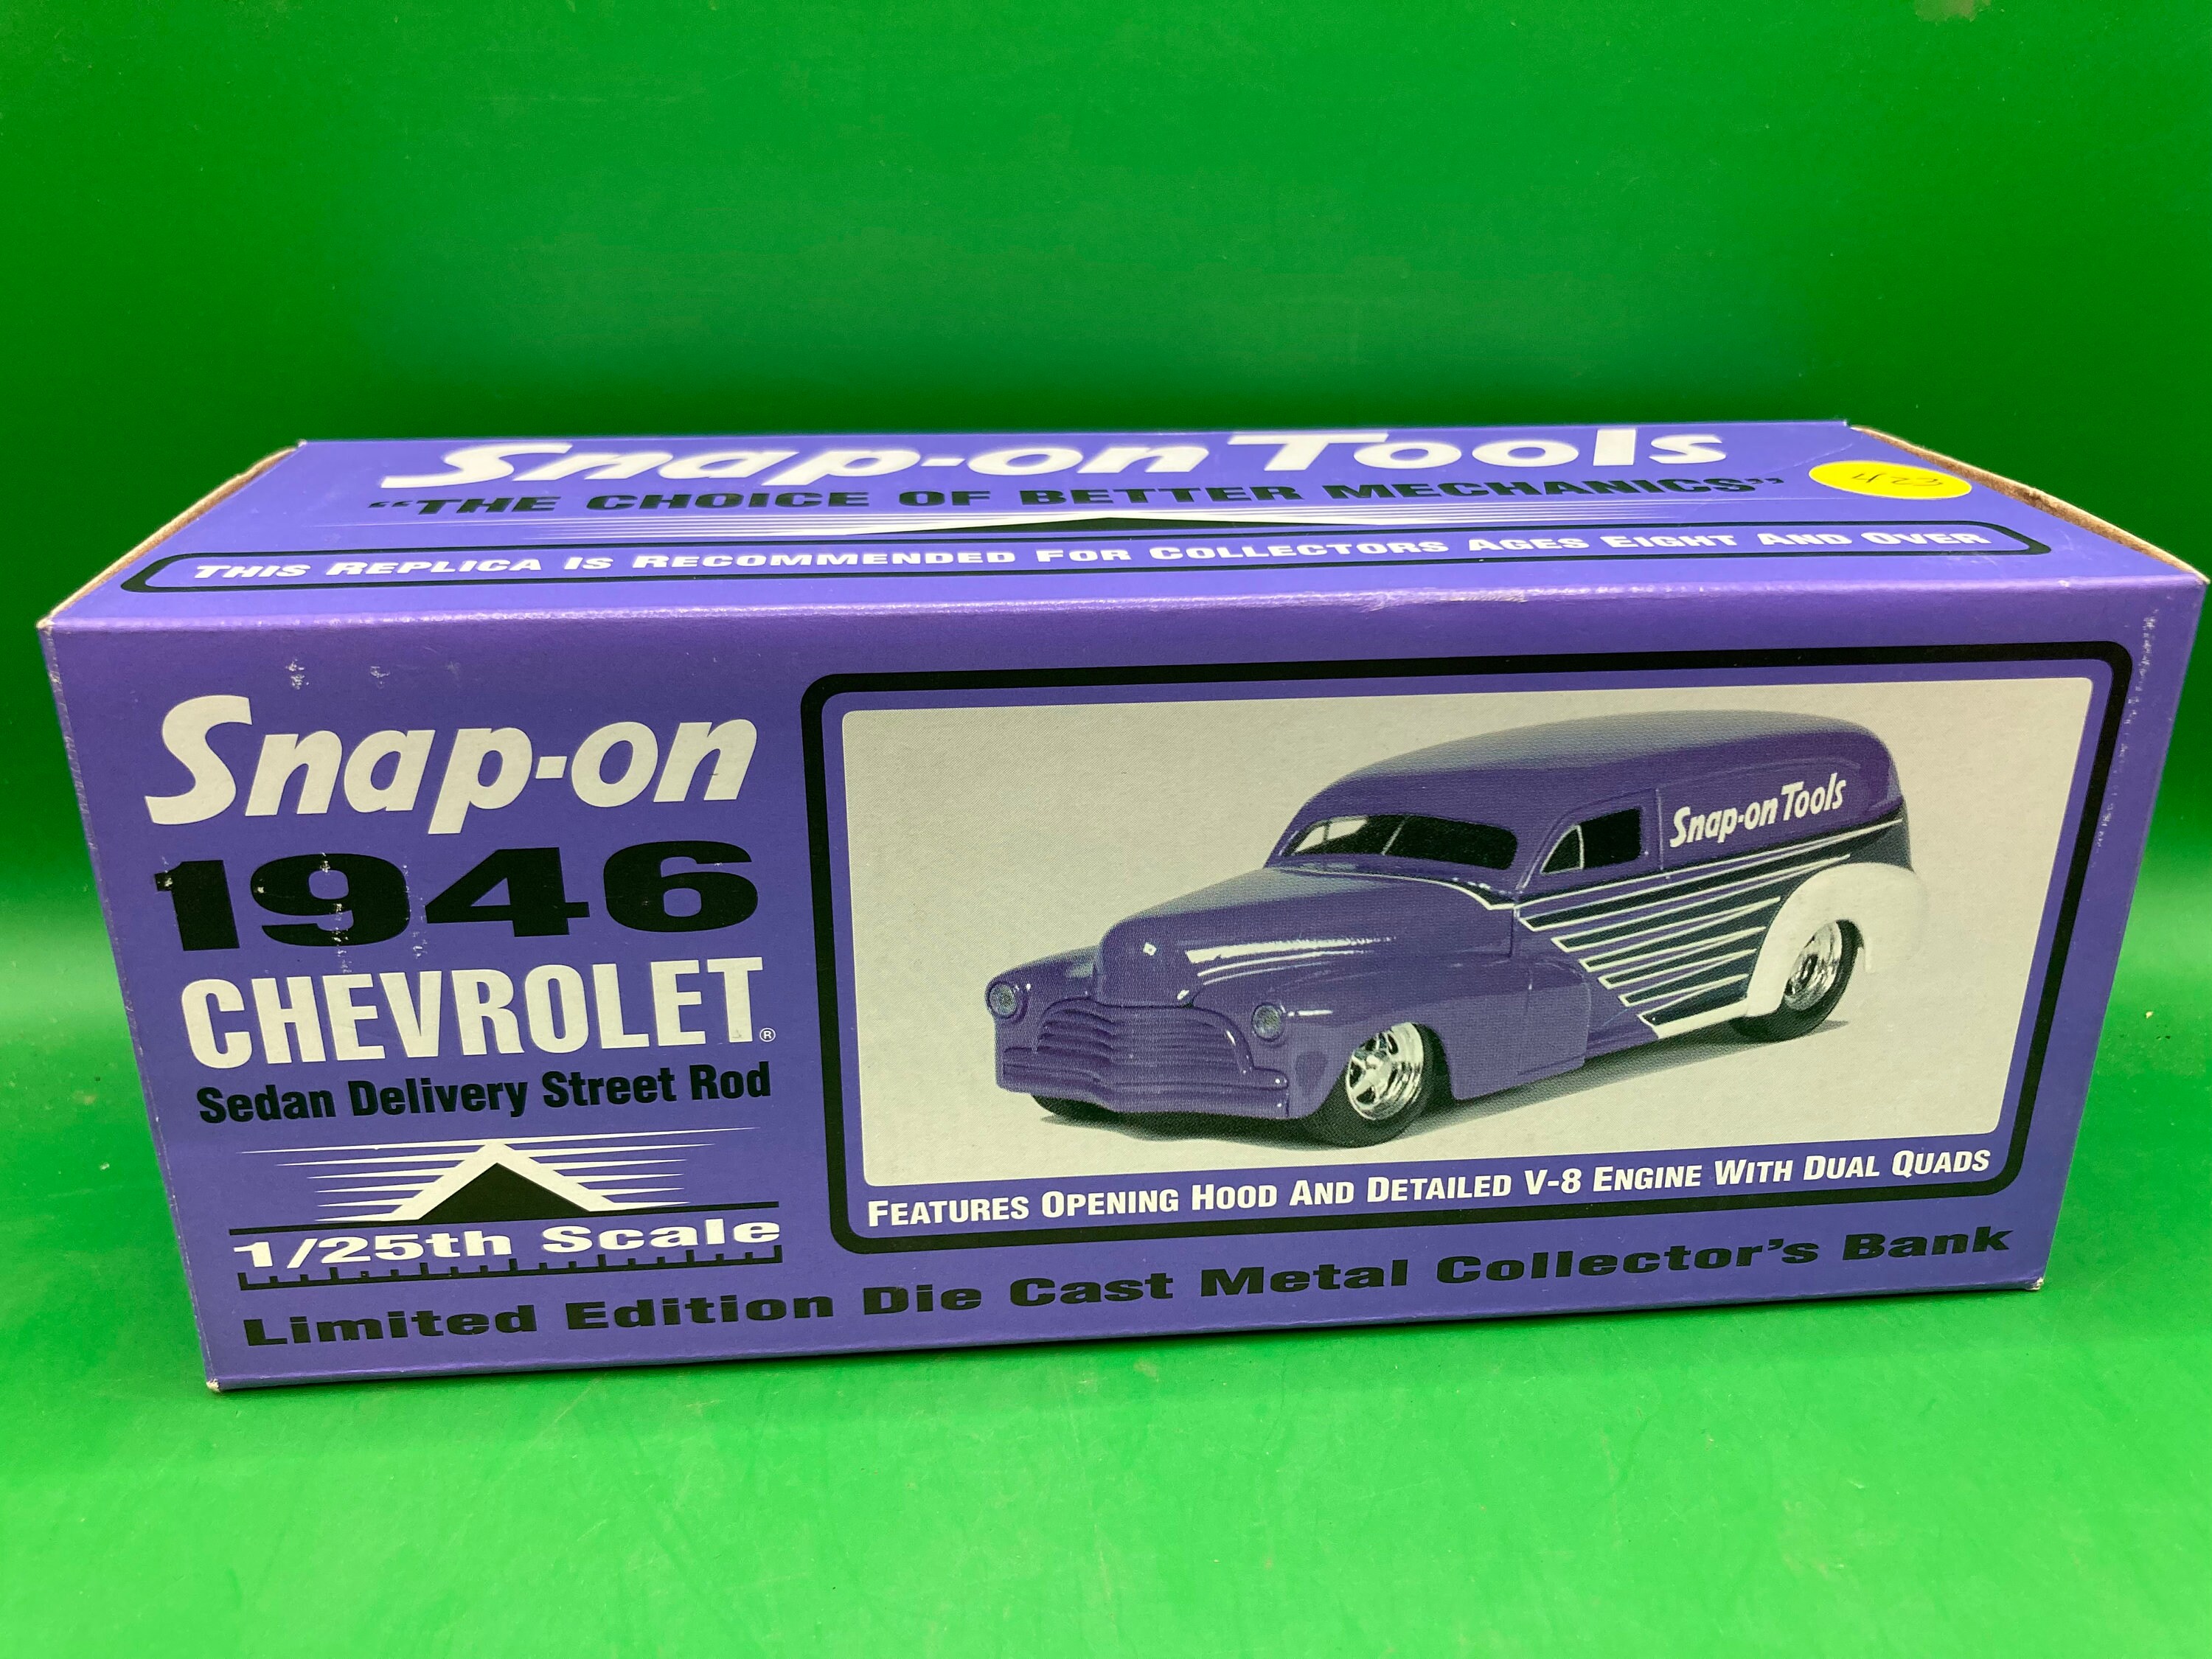 Snap-on Tools
"THE CHOICE OF BETTER MECHANICS"
423
THIS REPLICA IS RECOMMENDED FOR COLLECTORS AGES EIGHT AND OVER
Snap-on
1946
CHEVROLET®
Sedan Delivery Street Rod
1/25th Scale
Snap-on Tools
FEATURES OPENING HOOD AND DETAILED V-8 ENGINE WITH DUAL QUADS
Limited Edition Die Cast Metal Collector's Bank